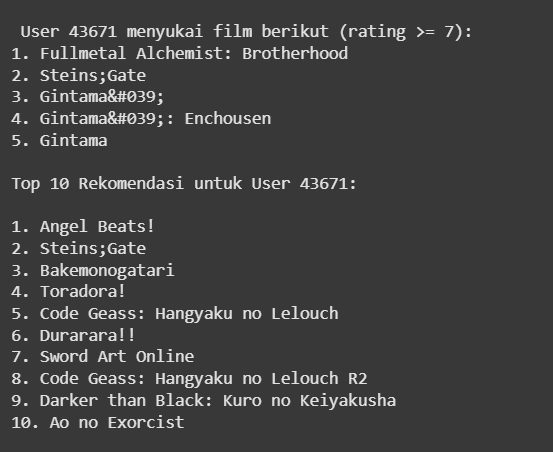 User 43671 menyukai film berikut (rating >= 7):
1. Fullmetal Alchemist: Brotherhood
2. Steins;Gate
3. Gintama&#039;
4. Gintama&#039;: Enchousen
5. Gintama
Top 10 Rekomendasi untuk User 43671:
1. Angel Beats!
2. Steins;Gate
3. Bakemonogatari
4. Toradora!
5. Code Geass: Hangyaku no Lelouch
6. Durarara!!
7. Sword Art Online
8. Code Geass: Hangyaku no Lelouch R2
9. Darker than Black: Kuro no Keiyakusha
10. Ao no Exorcist